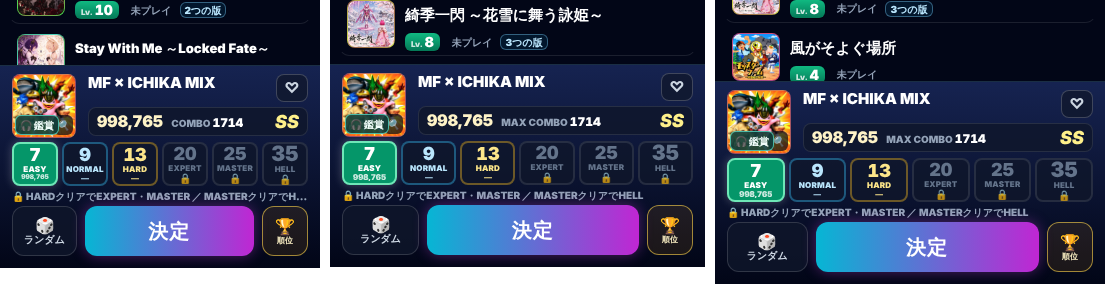 Lv. 10 未プレイ 2つの版
Stay With Me ～Locked Fate～
MF × ICHIKA MIX
♡
🎧 鑑賞 🔍
998,765 COMBO 1714 SS
7 9 13 20 25 35
EASY NORMAL HARD EXPERT MASTER HELL
998,765 — — 🔒 🔒 🔒
🔒 HARDクリアでEXPERT・MASTER ／ MASTERクリアでH…
ランダム
決定
順位
綺季一閃 ～花雪に舞う詠姫～
Lv. 8 未プレイ 3つの版
MF × ICHIKA MIX
♡
🎧 鑑賞 🔍
998,765 MAX COMBO 1714 SS
7 9 13 20 25 35
EASY NORMAL HARD EXPERT MASTER HELL
998,765 — — 🔒 🔒 🔒
🔒 HARDクリアでEXPERT・MASTER ／ MASTERクリアでHELL
ランダム
決定
順位
Lv. 8 未プレイ 3つの版
風がそよぐ場所
Lv. 4 未プレイ
MF × ICHIKA MIX
♡
🎧 鑑賞 🔍
998,765 MAX COMBO 1714 SS
7 9 13 20 25 35
EASY NORMAL HARD EXPERT MASTER HELL
998,765 — — 🔒 🔒 🔒
🔒 HARDクリアでEXPERT・MASTER ／ MASTERクリアでHELL
ランダム
決定
順位